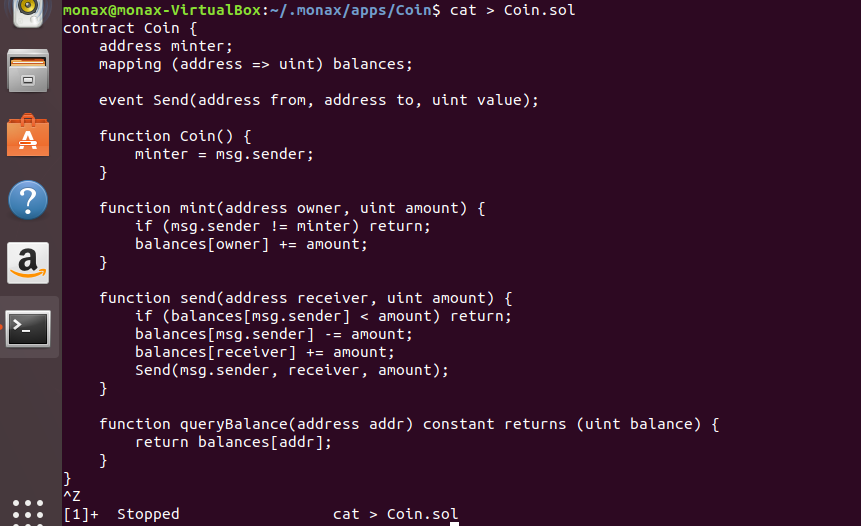 monax@monax-VirtualBox:~/.monax/apps/Coin$ cat > Coin.sol
contract Coin {
    address minter;
    mapping (address => uint) balances;

    event Send(address from, address to, uint value);

    function Coin() {
        minter = msg.sender;
    }

    function mint(address owner, uint amount) {
        if (msg.sender != minter) return;
        balances[owner] += amount;
    }

    function send(address receiver, uint amount) {
        if (balances[msg.sender] < amount) return;
        balances[msg.sender] -= amount;
        balances[receiver] += amount;
        Send(msg.sender, receiver, amount);
    }

    function queryBalance(address addr) constant returns (uint balance) {
        return balances[addr];
    }
}
^Z
[1]+  Stopped                 cat > Coin.sol